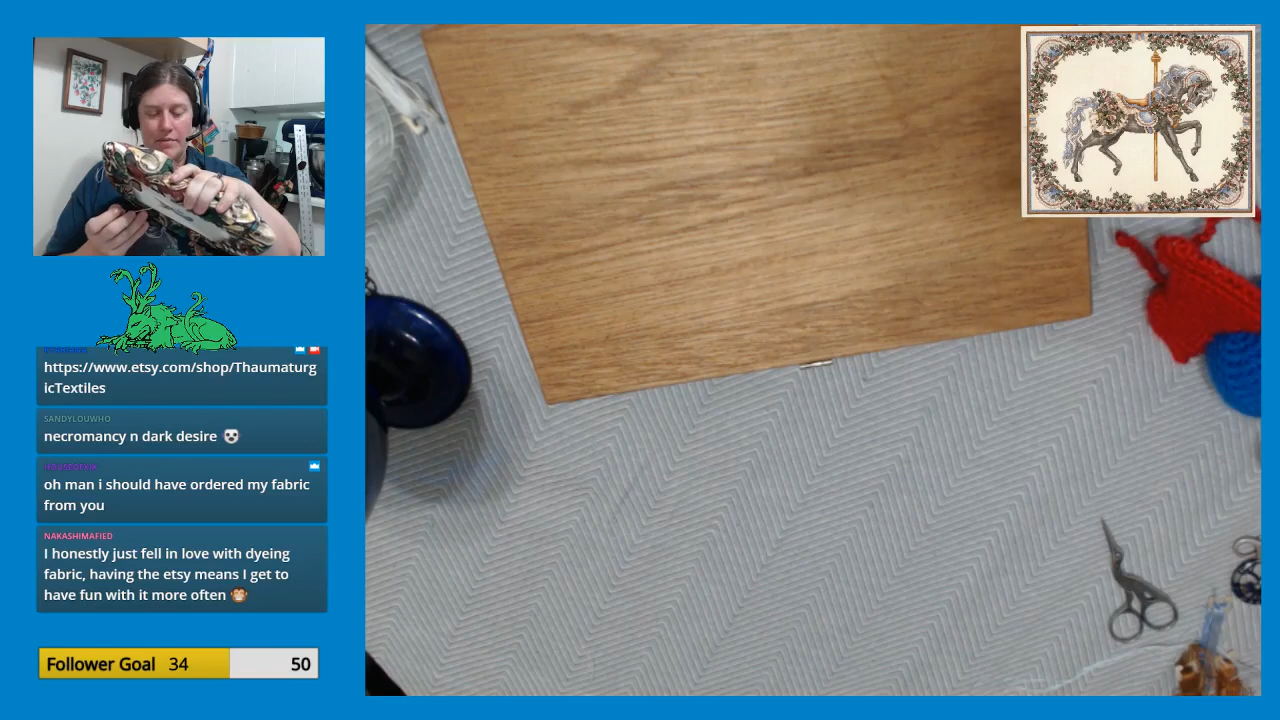 https://www.etsy.com/shop/Thaumaturg
icTextiles
SANDYLOUWHO
necromancy n dark desire
oh man i should have ordered my fabric
from you
NAKASHIMAFIED
I honestly just fell in love with dyeing
fabric, having the etsy means I get to
have fun with it more often
Follower Goal 34 50